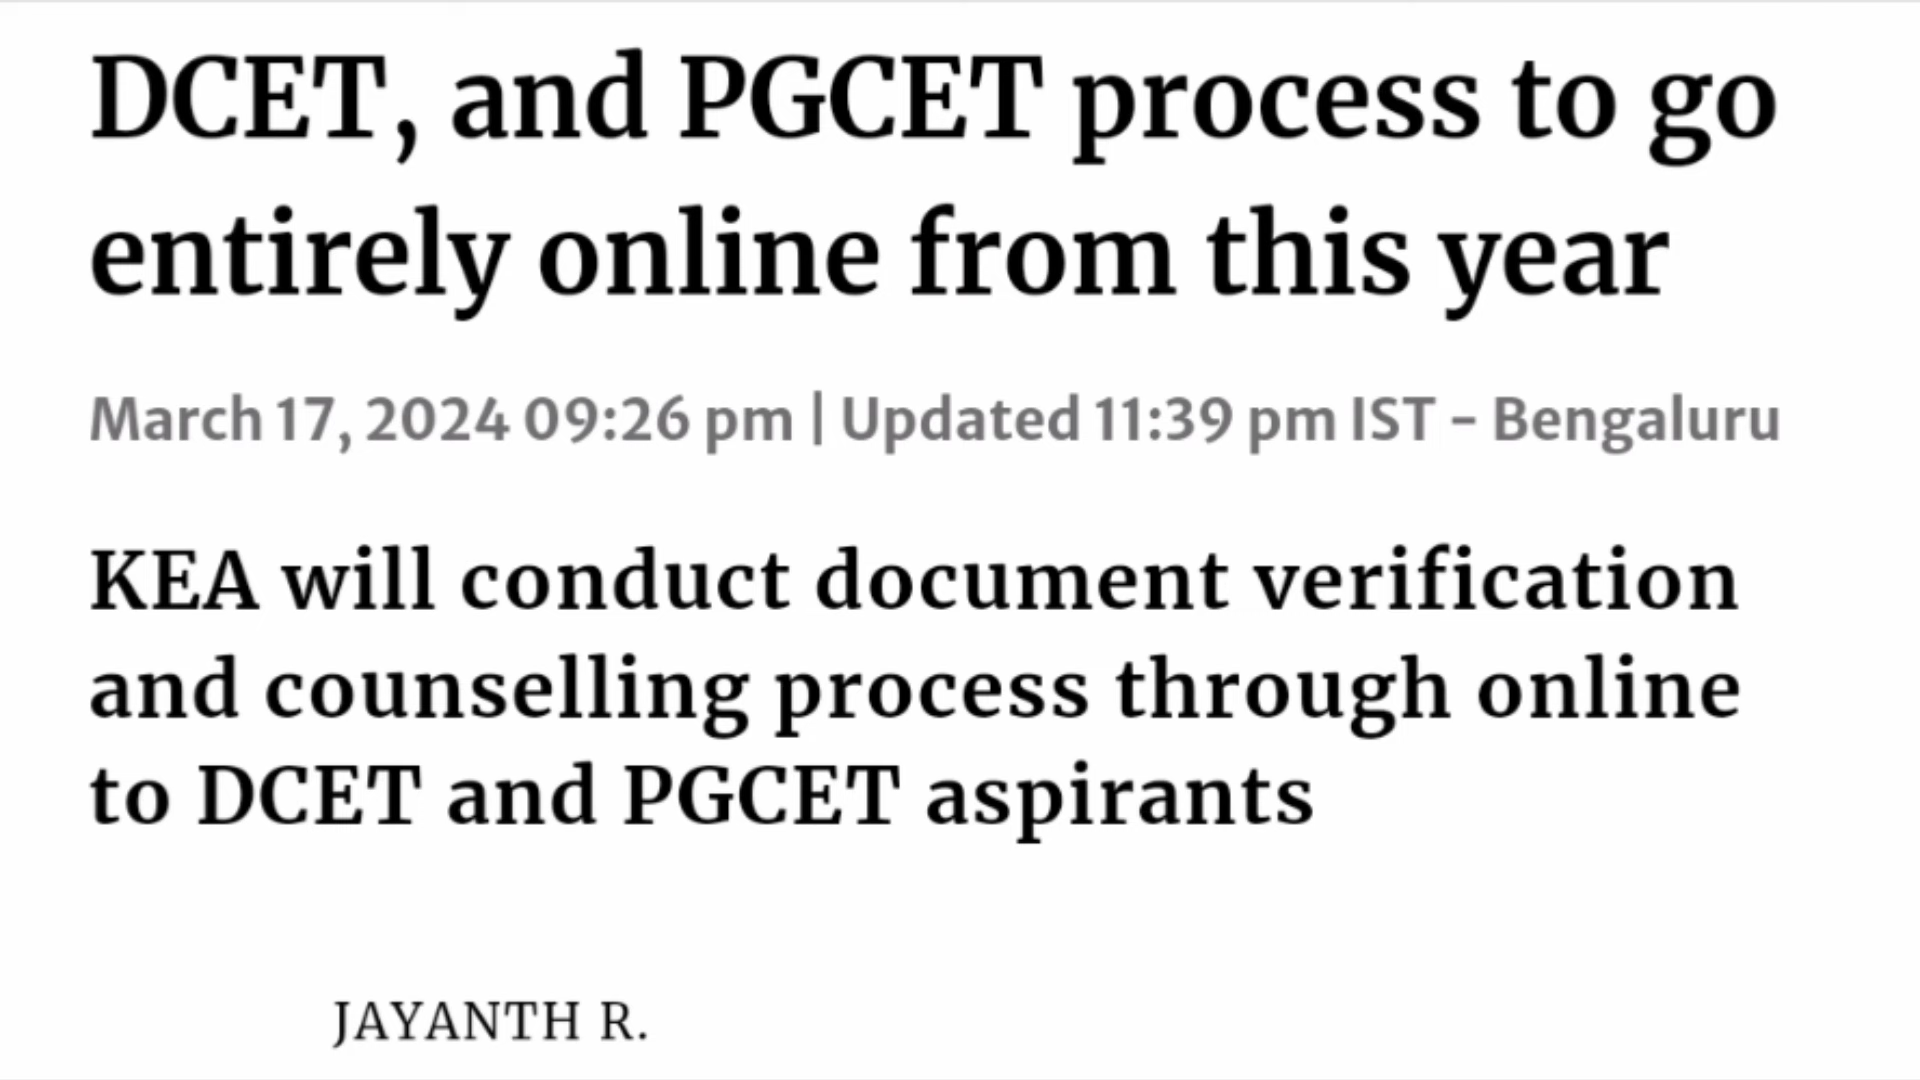 DCET, and PGCET process to go
entirely online from this year
March 17, 2024 09:26 pm | Updated 11:39 pm IST - Bengaluru
KEA will conduct document verification
and counselling process through online
to DCET and PGCET aspirants
JAYANTH R.